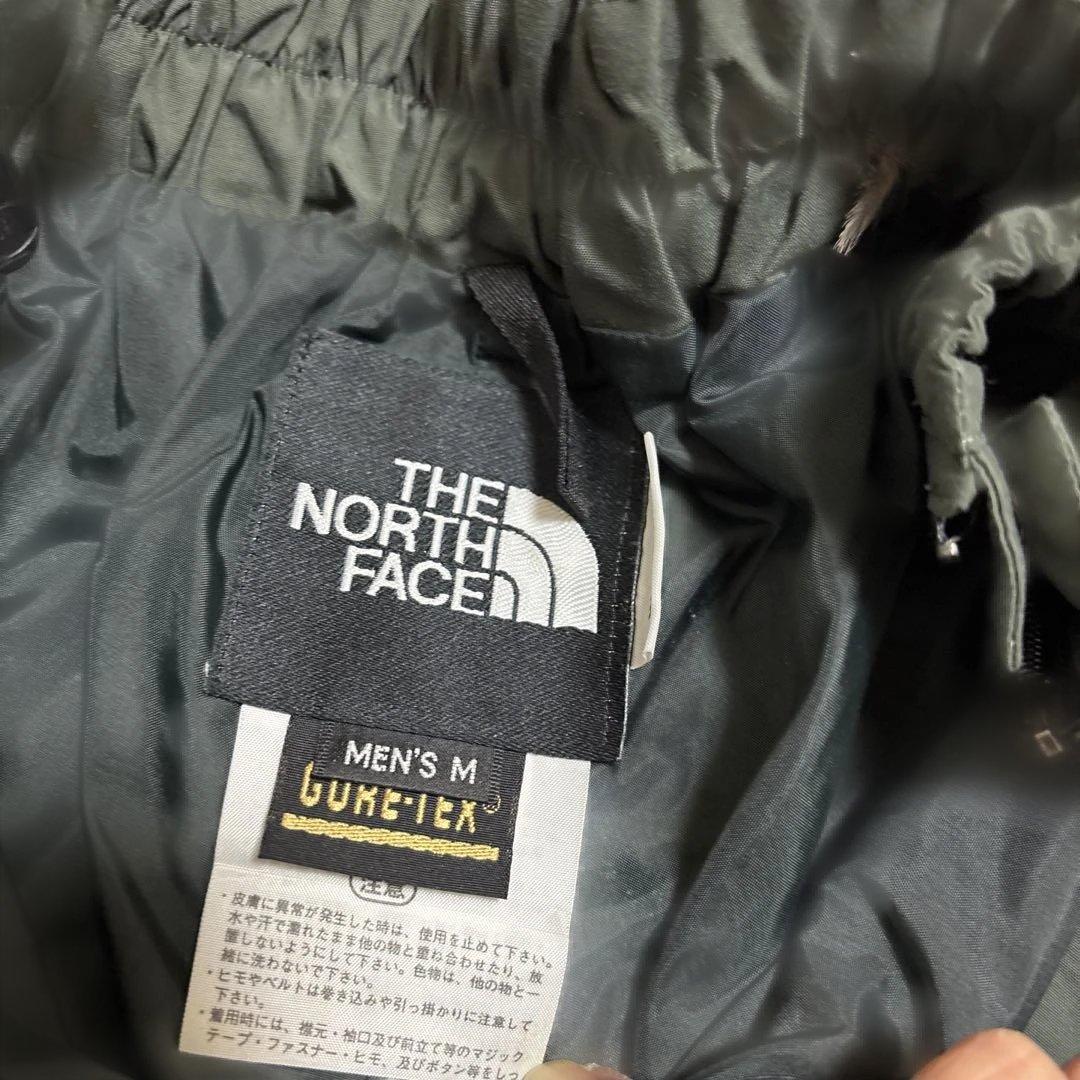 THE
NORTH
FACE
MEN'S M
GORE-TEX®
注意
・皮膚に異常が発生した時は、使用を止めて下さい。
水や汗で濡れたまま他の物と重ね合わせたり、放
置しないようにして下さい。色物は、他の物と一
緒に洗わないで下さい。
・ヒモやベルトは巻き込みや引っ掛かりに注意して
下さい。
・着用時には、襟元・袖口及び前立て等のマジック
テープ・ファスナー・ヒモ、及びボタン等をしっ